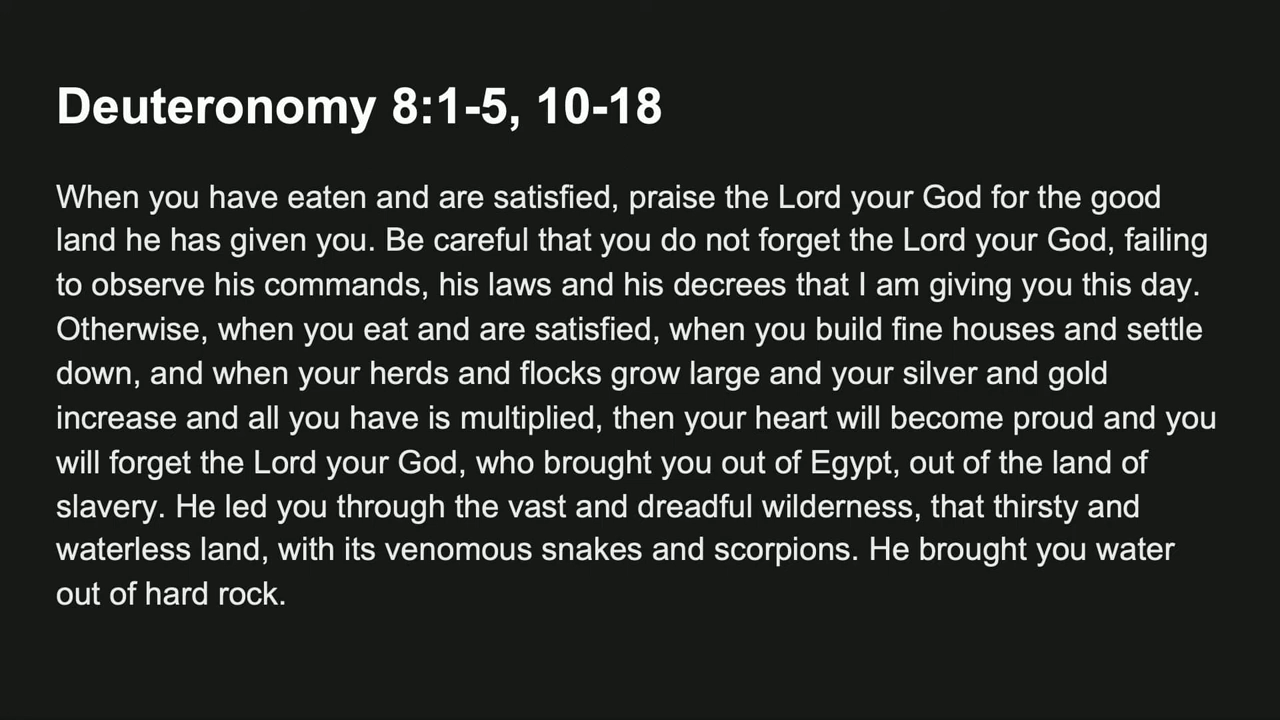 Deuteronomy 8:1-5, 10-18
When you have eaten and are satisfied, praise the Lord your God for the good
land he has given you. Be careful that you do not forget the Lord your God, failing
to observe his commands, his laws and his decrees that I am giving you this day.
Otherwise, when you eat and are satisfied, when you build fine houses and settle
down, and when your herds and flocks grow large and your silver and gold
increase and all you have is multiplied, then your heart will become proud and you
will forget the Lord your God, who brought you out of Egypt, out of the land of
slavery. He led you through the vast and dreadful wilderness, that thirsty and
waterless land, with its venomous snakes and scorpions. He brought you water
out of hard rock.